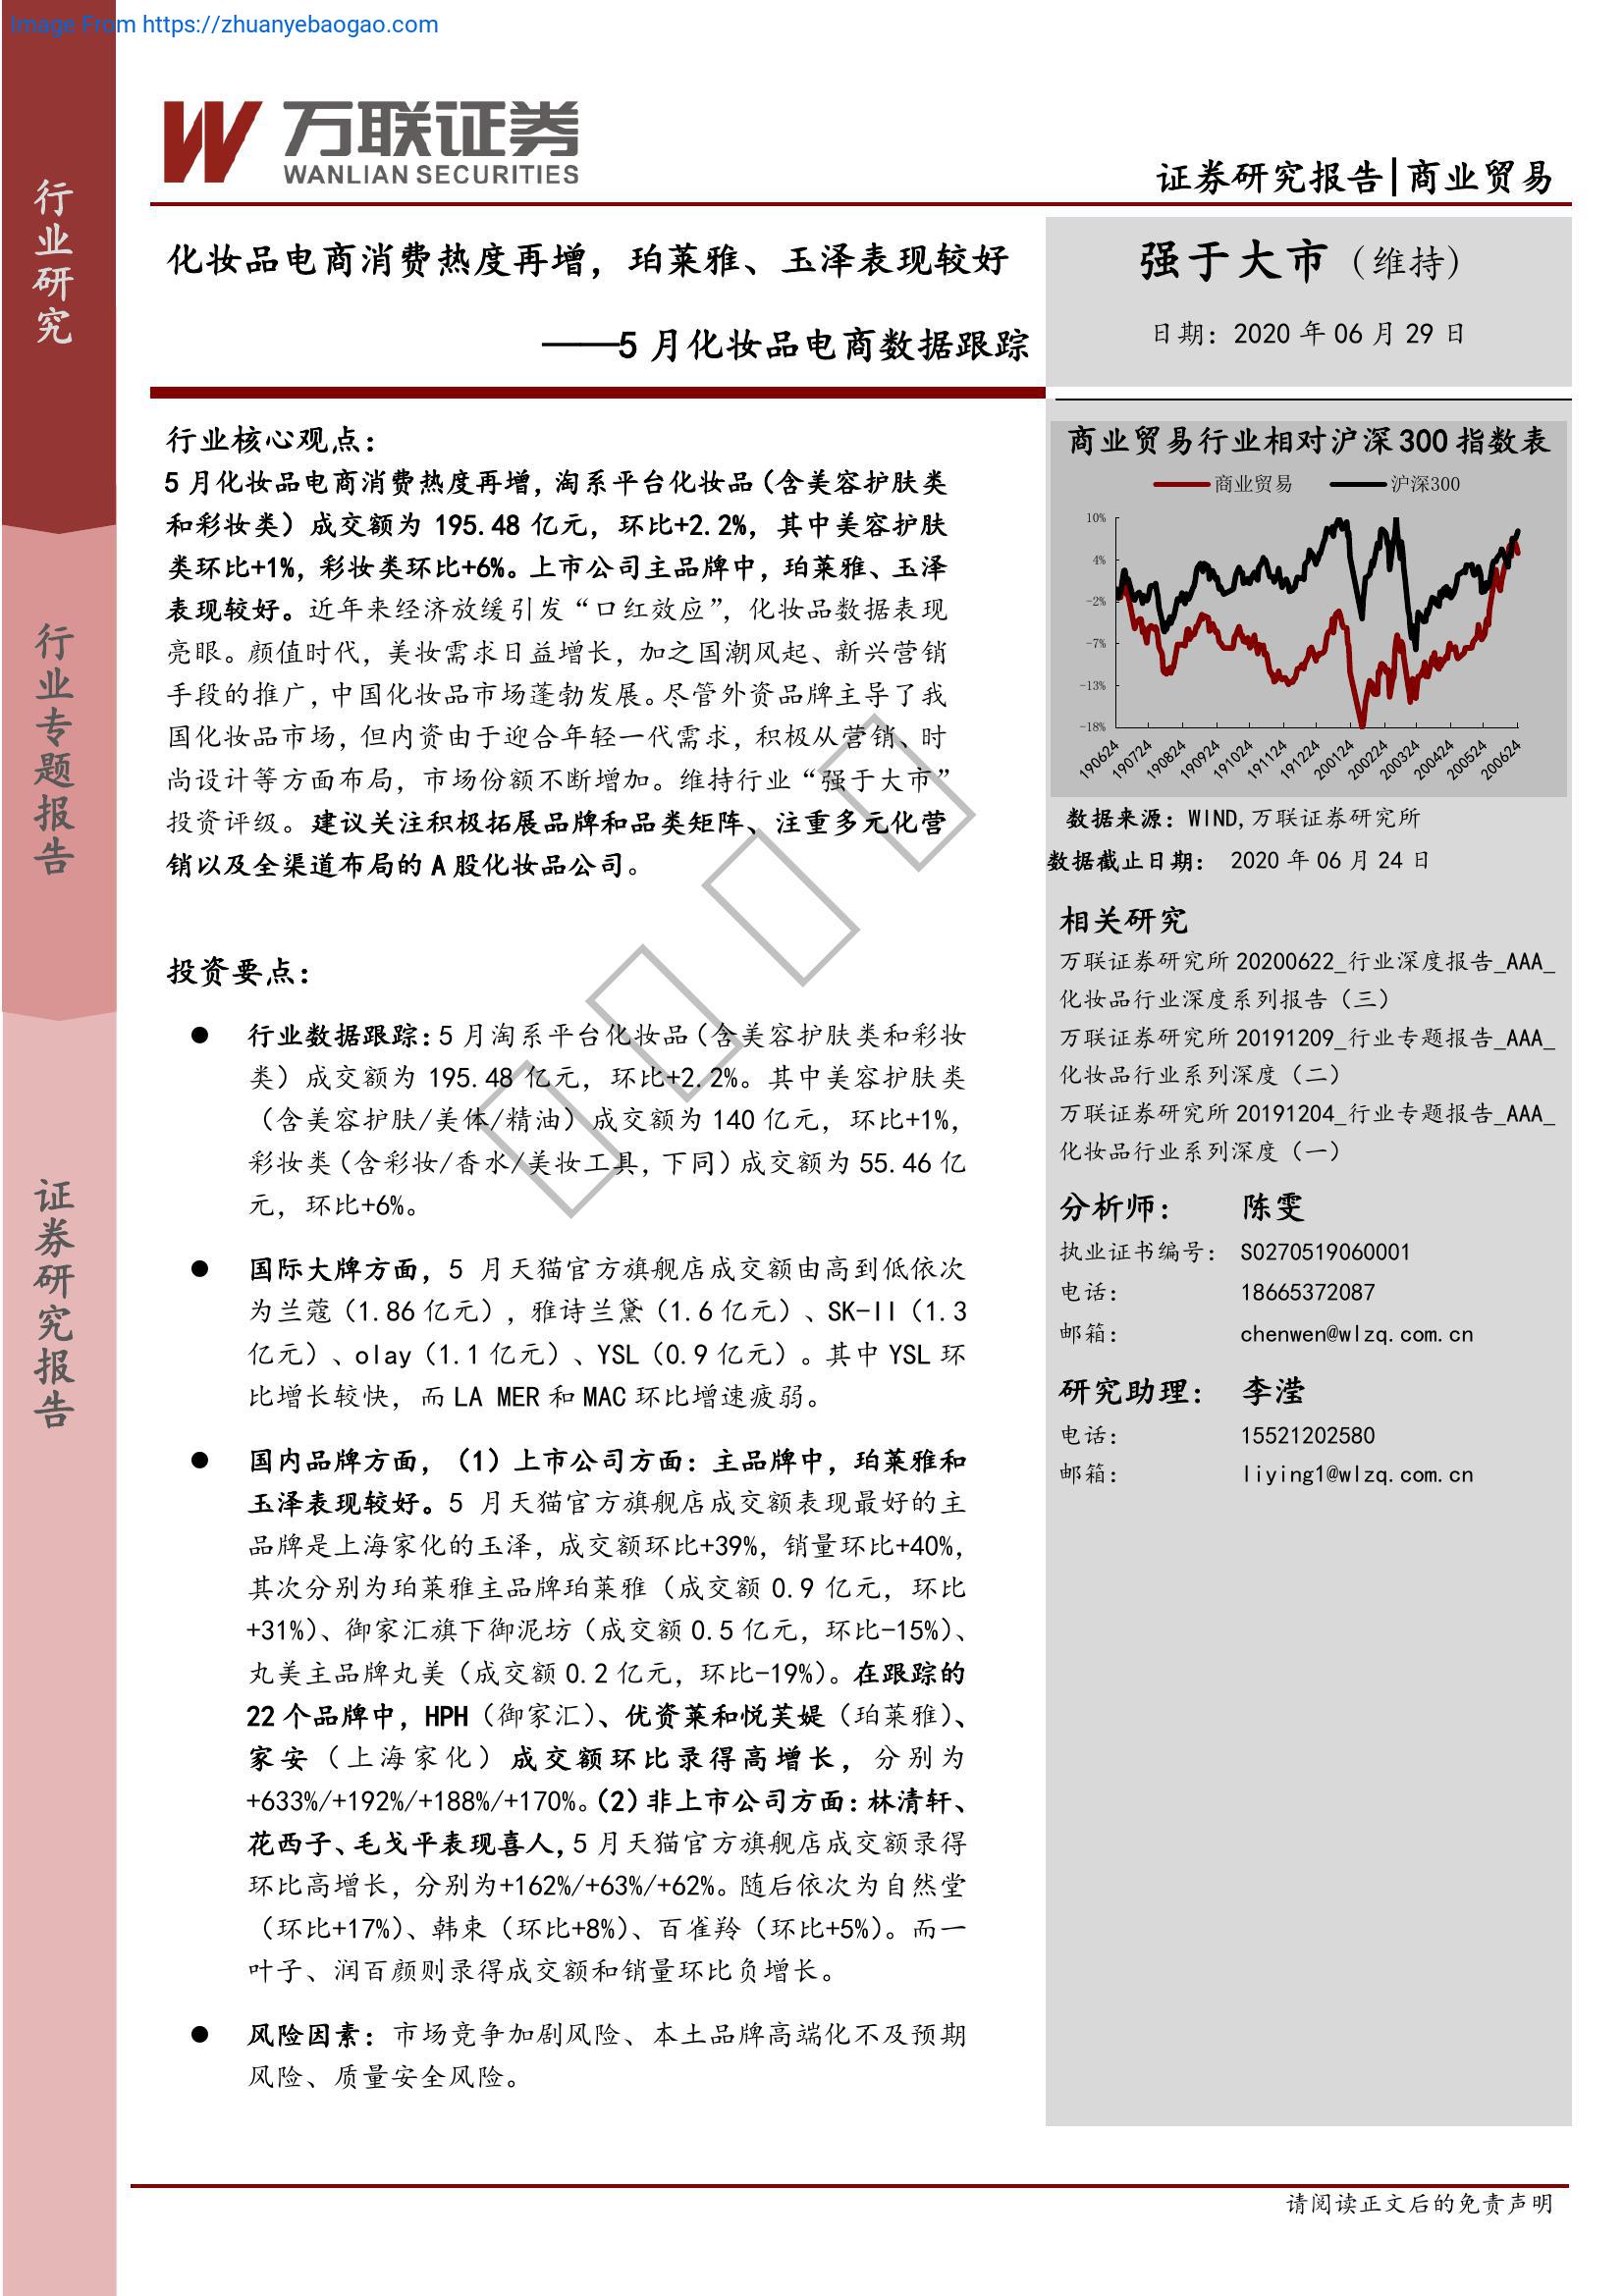 Image From https://zhuanyebaogao.com
万联证券
WANLIAN SECURITIES
证券研究报告|商业贸易
行业研究
行业专题报告
证券研究报告
化妆品电商消费热度再增，珀莱雅、玉泽表现较好
——5 月化妆品电商数据跟踪
强于大市（维持）
日期：2020 年 06 月 29 日
行业核心观点：
5 月化妆品电商消费热度再增，淘系平台化妆品（含美容护肤类
和彩妆类）成交额为 195.48 亿元，环比+2.2%，其中美容护肤
类环比+1%，彩妆类环比+6%。上市公司主品牌中，珀莱雅、玉泽
表现较好。近年来经济放缓引发“口红效应”，化妆品数据表现
亮眼。颜值时代，美妆需求日益增长，加之国潮风起、新兴营销
手段的推广，中国化妆品市场蓬勃发展。尽管外资品牌主导了我
国化妆品市场，但内资由于迎合年轻一代需求，积极从营销、时
尚设计等方面布局，市场份额不断增加。维持行业“强于大市”
投资评级。建议关注积极拓展品牌和品类矩阵、注重多元化营
销以及全渠道布局的 A 股化妆品公司。
投资要点：
● 行业数据跟踪：5 月淘系平台化妆品（含美容护肤类和彩妆
类）成交额为 195.48 亿元，环比+2.2%。其中美容护肤类
（含美容护肤/美体/精油）成交额为 140 亿元，环比+1%，
彩妆类（含彩妆/香水/美妆工具，下同）成交额为 55.46 亿
元，环比+6%。
● 国际大牌方面，5 月天猫官方旗舰店成交额由高到低依次
为兰蔻（1.86 亿元），雅诗兰黛（1.6 亿元）、SK-II（1.3
亿元）、olay（1.1 亿元）、YSL（0.9 亿元）。其中 YSL 环
比增长较快，而 LA MER 和 MAC 环比增速疲弱。
● 国内品牌方面，（1）上市公司方面：主品牌中，珀莱雅和
玉泽表现较好。5 月天猫官方旗舰店成交额表现最好的主
品牌是上海家化的玉泽，成交额环比+39%，销量环比+40%，
其次分别为珀莱雅主品牌珀莱雅（成交额 0.9 亿元，环比
+31%）、御家汇旗下御泥坊（成交额 0.5 亿元，环比-15%）、
丸美主品牌丸美（成交额 0.2 亿元，环比-19%）。在跟踪的
22 个品牌中，HPH（御家汇）、优资莱和悦芙媞（珀莱雅）、
家安（上海家化）成交额环比录得高增长，分别为
+633%/+192%/+188%/+170%。（2）非上市公司方面：林清轩、
花西子、毛戈平表现喜人，5 月天猫官方旗舰店成交额录得
环比高增长，分别为+162%/+63%/+62%。随后依次为自然堂
（环比+17%）、韩束（环比+8%）、百雀羚（环比+5%）。而一
叶子、润百颜则录得成交额和销量环比负增长。
● 风险因素：市场竞争加剧风险、本土品牌高端化不及预期
风险、质量安全风险。
商业贸易行业相对沪深 300 指数表
商业贸易 沪深300
10%
4%
-2%
-7%
-13%
-18%
190624 190724 190824 190924 191024 191124 191224 200124 200224 200324 200424 200524 200624
数据来源：WIND,万联证券研究所
数据截止日期： 2020 年 06 月 24 日
相关研究
万联证券研究所 20200622_行业深度报告_AAA_
化妆品行业深度系列报告（三）
万联证券研究所 20191209_行业专题报告_AAA_
化妆品行业系列深度（二）
万联证券研究所 20191204_行业专题报告_AAA_
化妆品行业系列深度（一）
分析师： 陈雯
执业证书编号： S0270519060001
电话： 18665372087
邮箱： chenwen@wlzq.com.cn
研究助理： 李滢
电话： 15521202580
邮箱： liying1@wlzq.com.cn
请阅读正文后的免责声明